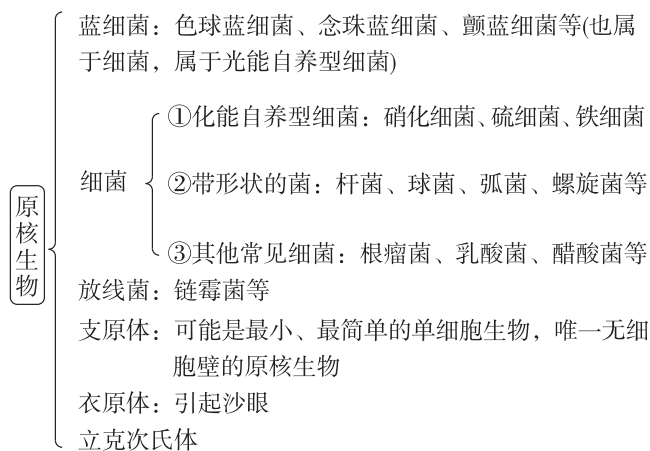 蓝细菌：色球蓝细菌、念珠蓝细菌、颤蓝细菌等(也属
于细菌，属于光能自养型细菌)
①化能自养型细菌：硝化细菌、硫细菌、铁细菌
细菌
②带形状的菌：杆菌、球菌、弧菌、螺旋菌等
③其他常见细菌：根瘤菌、乳酸菌、醋酸菌等
原核生物
放线菌：链霉菌等
支原体：可能是最小、最简单的单细胞生物，唯一无细
胞壁的原核生物
衣原体：引起沙眼
立克次氏体